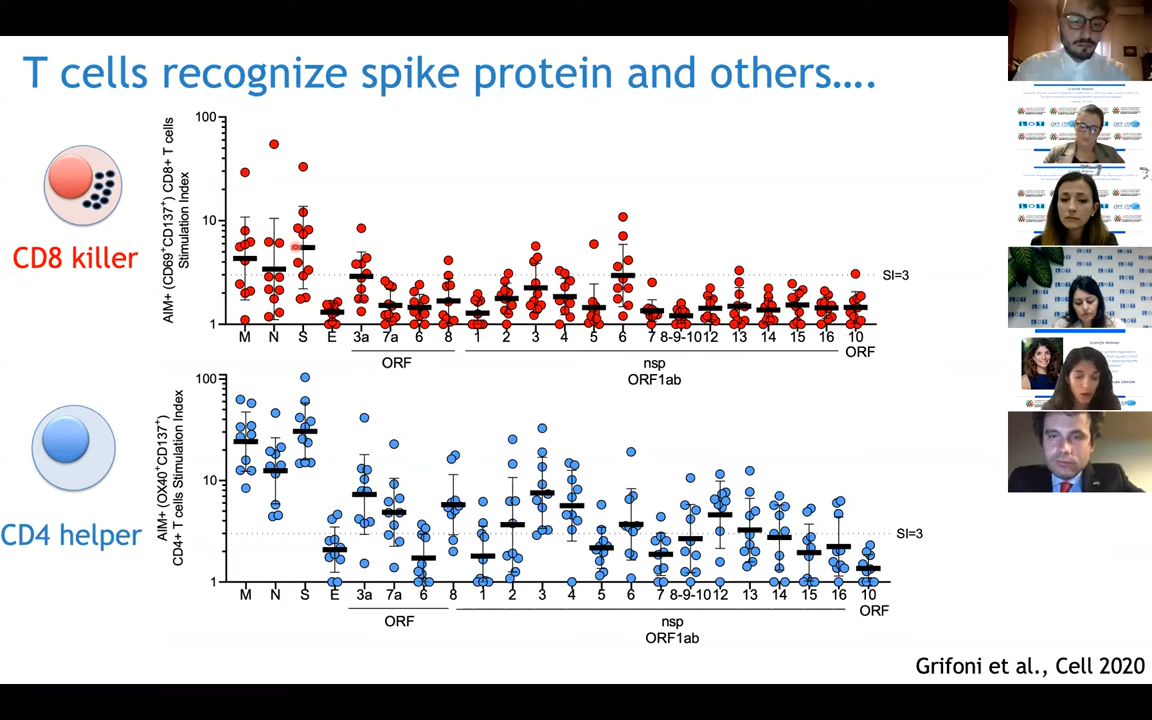 T cells recognize spike protein and others....
CD8 killer
AIM+ (CD69+CD137+) CD8+ T cells
Stimulation Index
100
10
1
SI=3
M N S E 3a 7a 6 8 1 2 3 4 5 6 7 8-9-10 12 13 14 15 16 10
ORF
nsp
ORF1ab
ORF
CD4 helper
AIM+ (OX40+CD137+)
CD4+ T cells Stimulation Index
100
10
1
SI=3
M N S E 3a 7a 6 8 1 2 3 4 5 6 7 8-9-10 12 13 14 15 16 10
ORF
nsp
ORF1ab
ORF
Grifoni et al., Cell 2020
LOT
LOT